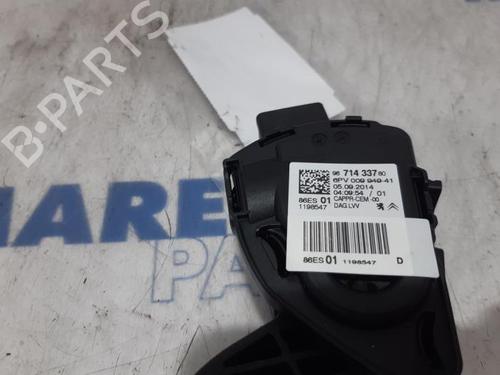 B-PARTS
MARE
PA
96 714 337 80
6PV 009 949-41
05.09.2014
04:09:54 / 01
86ES 01 CAPPR-CEM -00
1198547 DAG.LVV
86ES 01 1198547 D